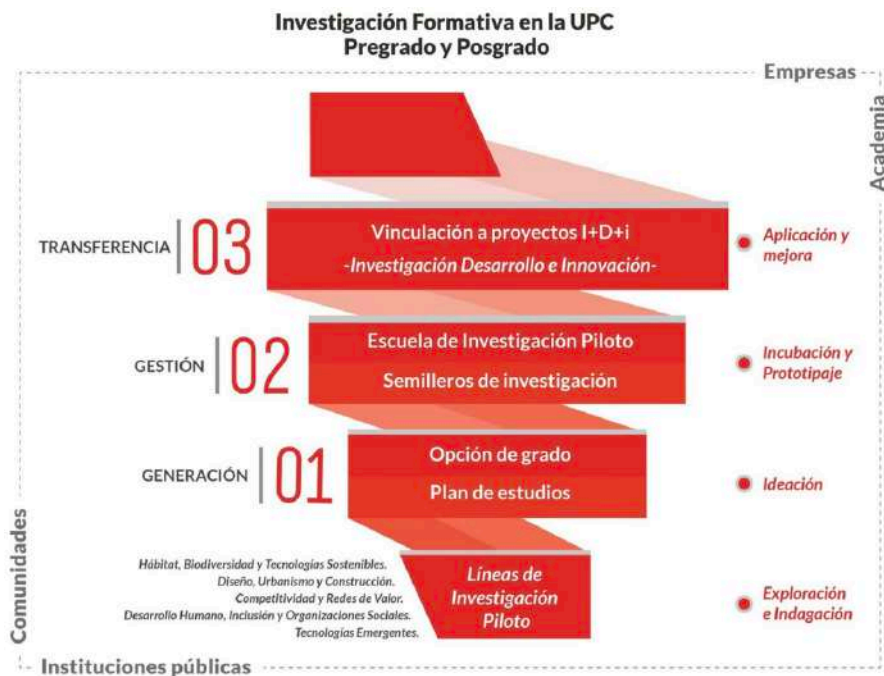 Investigación Formativa en la UPC
Pregrado y Posgrado
Empresas
Academia
TRANSFERENCIA
03
Vinculación a proyectos I+D+i
-Investigación Desarrollo e Innovación-
Aplicación y
mejora
GESTIÓN
02
Escuela de Investigación Piloto
Semilleros de investigación
Incubación y
Prototipaje
GENERACIÓN
01
Opción de grado
Plan de estudios
Ideación
Hábitat, Biodiversidad y Tecnologías Sostenibles.
Diseño, Urbanismo y Construcción.
Competitividad y Redes de Valor.
Desarrollo Humano, Inclusión y Organizaciones Sociales.
Tecnologías Emergentes.
Líneas de
Investigación
Piloto
Exploración
e Indagación
Comunidades
Instituciones públicas